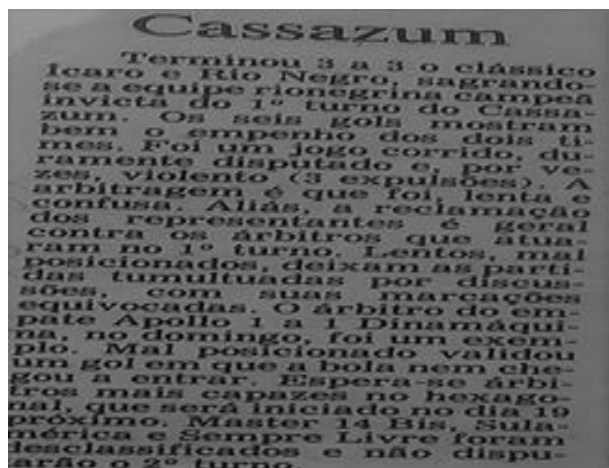 Cassazum
Terminou 3 a 3 o clássico
Ícaro e Rio Negro, sagrando-
se a equipe rionegrina campeã
invicta do 1º turno do Cassa-
zum. Os seis gols mostram
bem o empenho dos dois ti-
mes. Foi um jogo corrido, du-
ramente disputado e, por ve-
zes, violento (3 expulsões). A
arbitragem é que foi, lenta e
confusa. Aliás, a reclamação
dos representantes é geral
contra os árbitros que atua-
ram no 1º turno. Lentos, mal
posicionados, deixam as parti-
das tumultuadas por discus-
sões, com suas marcações
equivocadas. O árbitro do em-
pate Apollo 1 a 1 Dinamáqui-
na, no domingo, foi um exem-
plo. Mal posicionado validou
um gol em que a bola nem che-
gou a entrar. Espera-se árbi-
tros mais capazes no hexago-
nal, que será iniciado no dia 19
próximo. Master 14 Bis, Sula-
mérica e Sempre Livre foram
desclassificados e não dispu-
tarão o 2º turno.